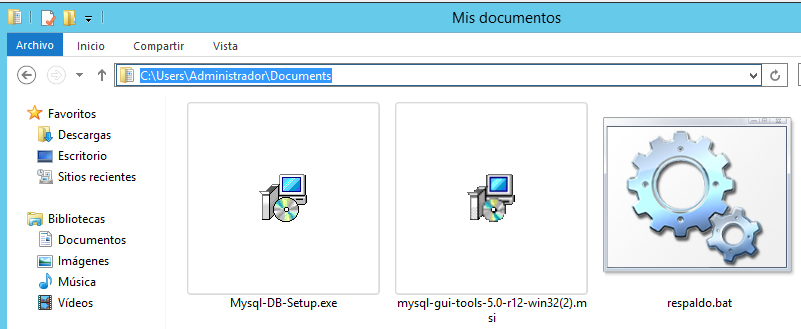 Mis documentos
Archivo Inicio Compartir Vista
C:\Users\Administrador\Documents
Favoritos
Descargas
Escritorio
Sitios recientes
Bibliotecas
Documentos
Imágenes
Música
Vídeos
Mysql-DB-Setup.exe
mysql-gui-tools-5.0-r12-win32(2).m
si
respaldo.bat